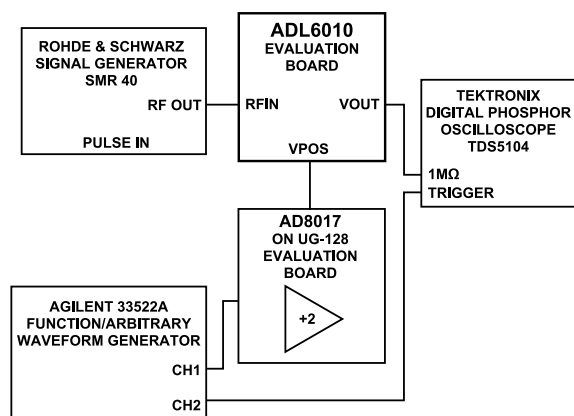 ROHDE & SCHWARZ
SIGNAL GENERATOR
SMR 40
RF OUT
PULSE IN
ADL6010
EVALUATION
BOARD
RFIN
VOUT
VPOS
TEKTRONIX
DIGITAL PHOSPHOR
OSCILLOSCOPE
TDS5104
1MΩ
TRIGGER
AD8017
ON UG-128
EVALUATION
BOARD
+2
AGILENT 33522A
FUNCTION/ARBITRARY
WAVEFORM GENERATOR
CH1
CH2